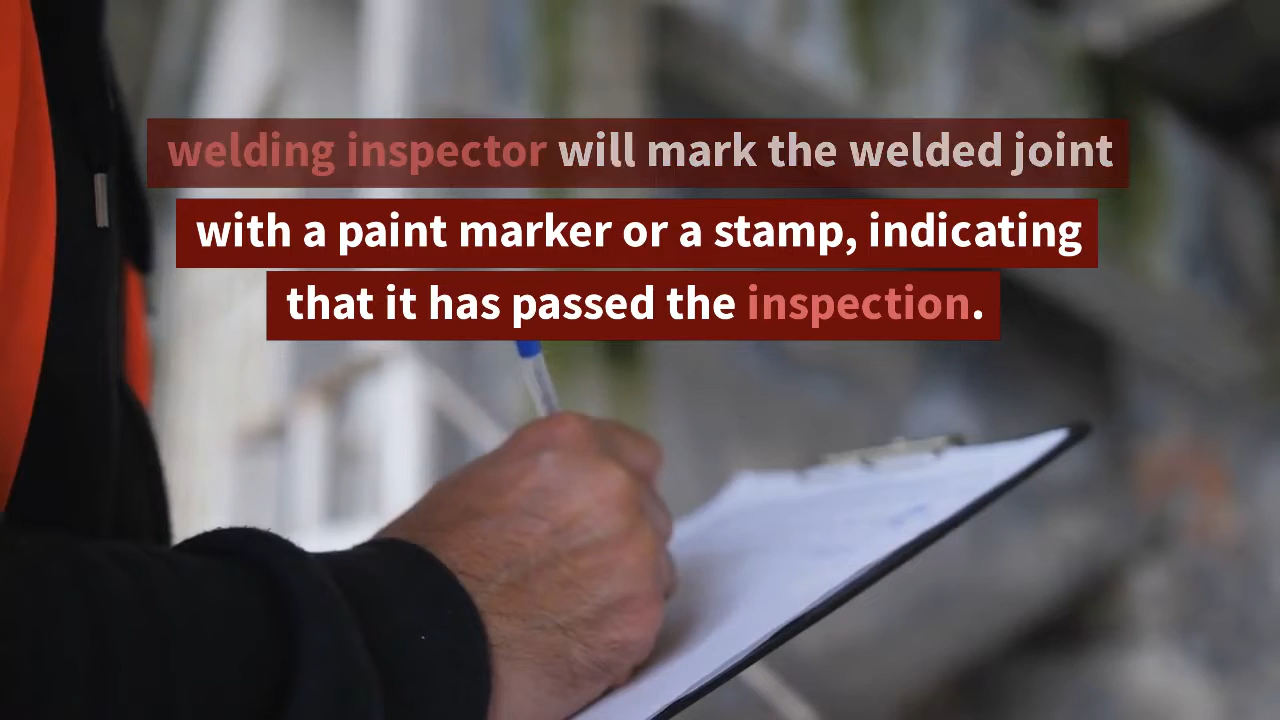 welding inspector will mark the welded joint
with a paint marker or a stamp, indicating
that it has passed the inspection.